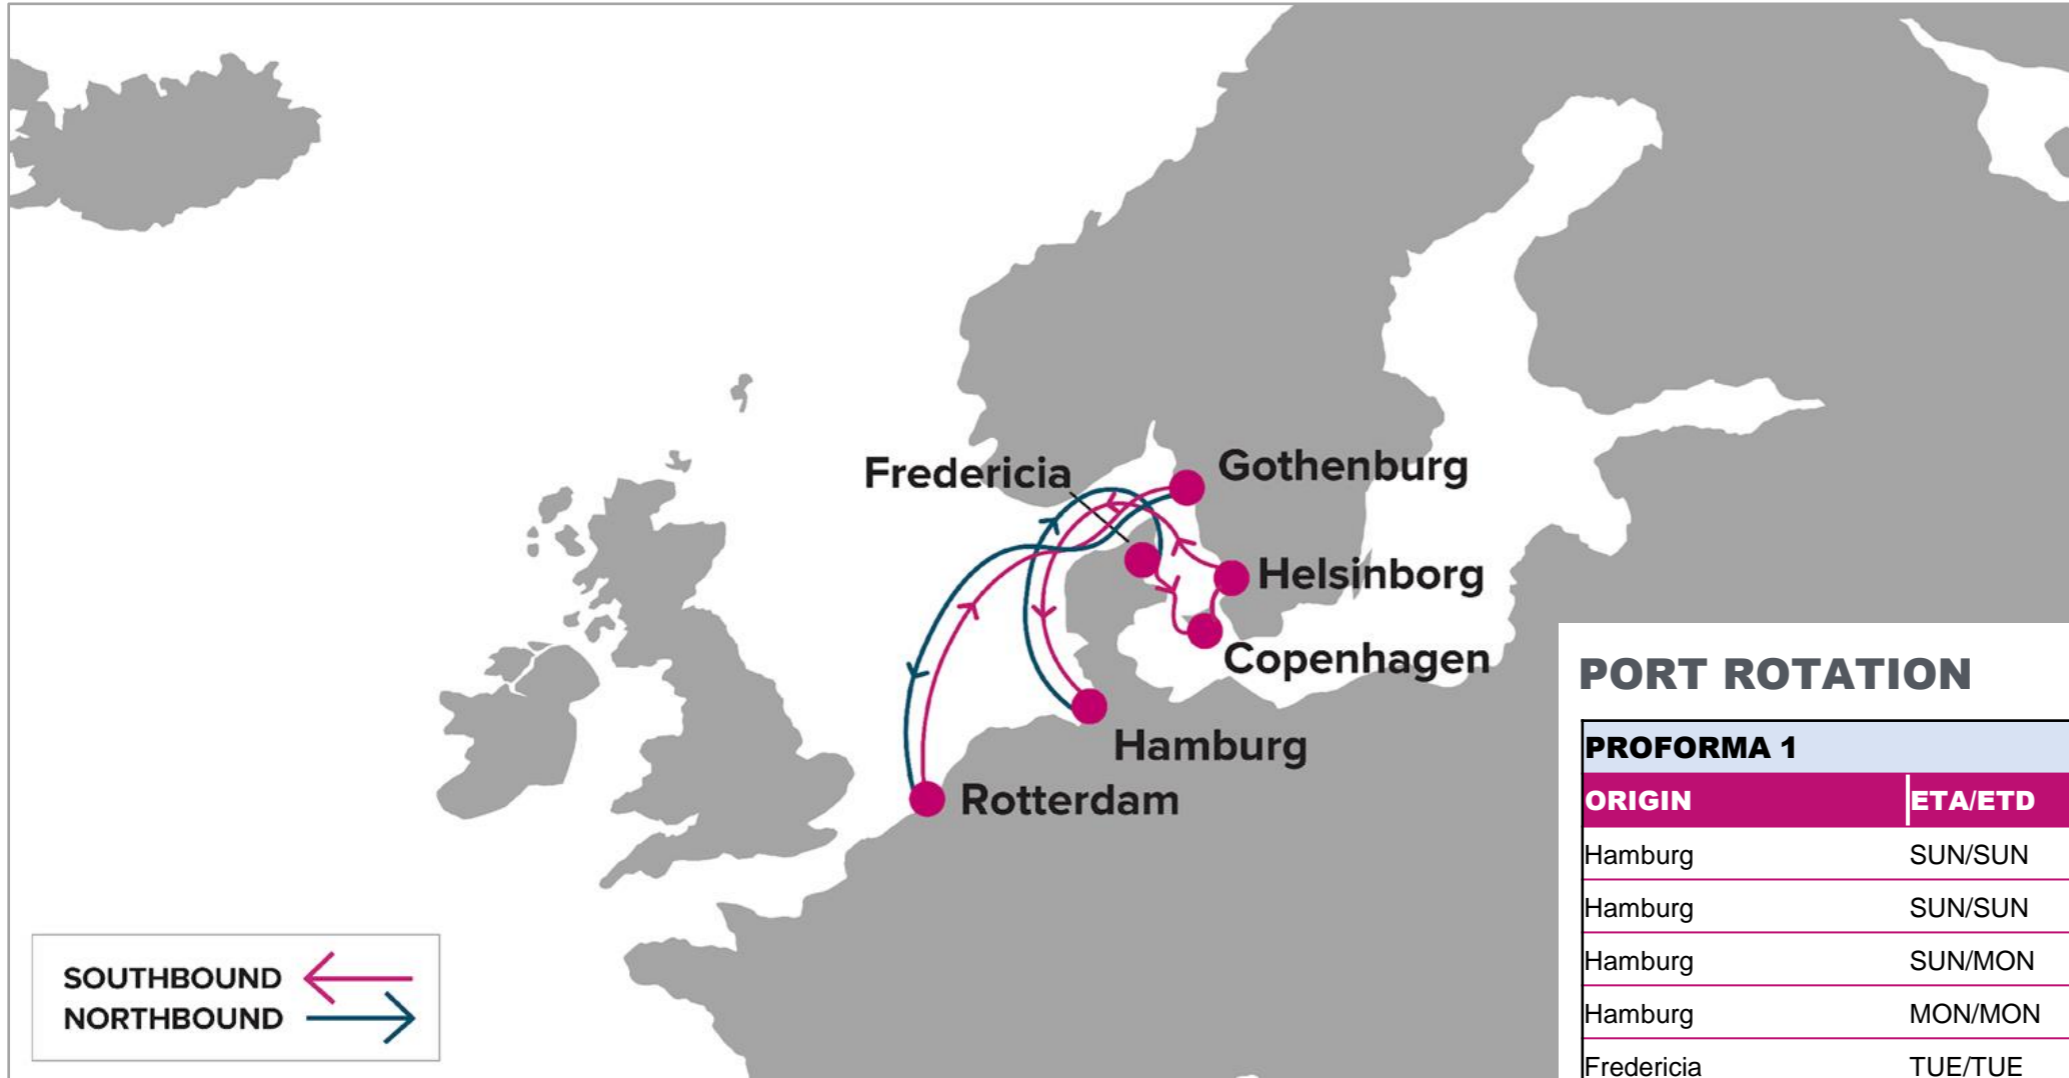 Fredericia
Gothenburg
Helsinborg
Copenhagen
Hamburg
Rotterdam
SOUTHBOUND
NORTHBOUND
PORT ROTATION
PROFORMA 1
ORIGIN ETA/ETD
Hamburg SUN/SUN
Hamburg SUN/SUN
Hamburg SUN/MON
Hamburg MON/MON
Fredericia TUE/TUE